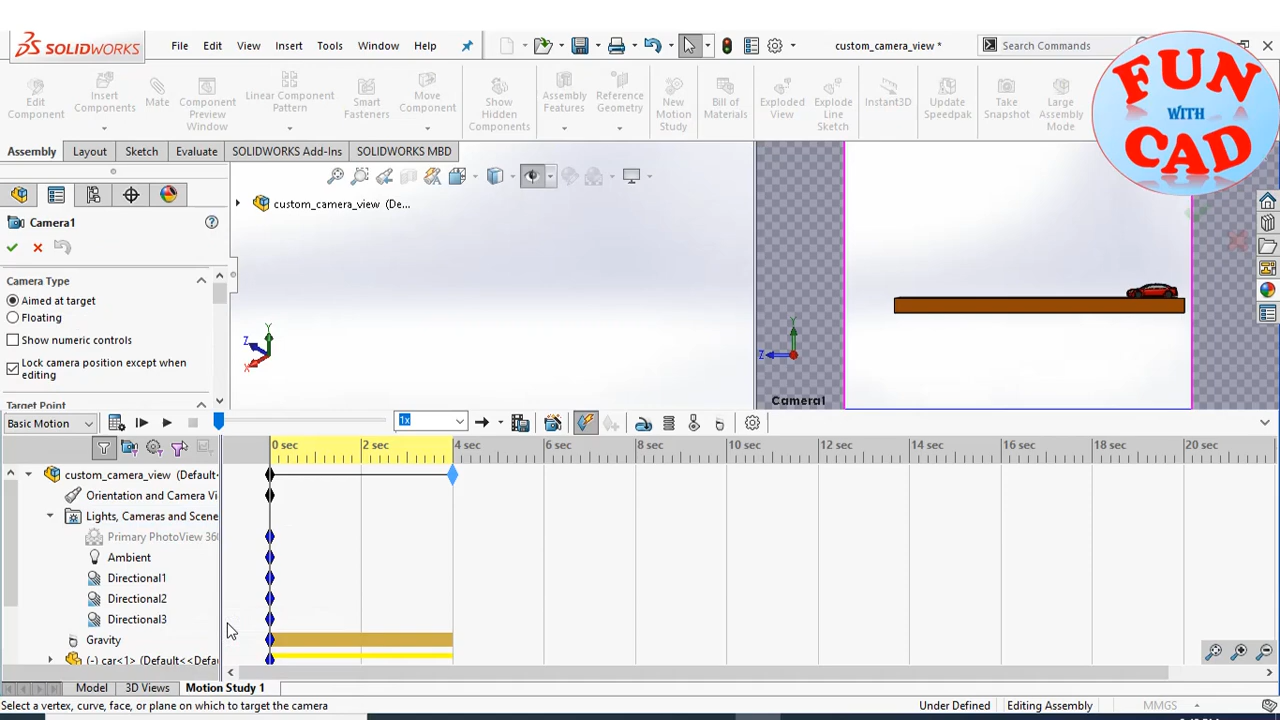 SOLIDWORKS File Edit View Insert Tools Window Help custom_camera_view * Search Commands
FUN
WITH
CAD
Edit Component
Insert Components
Mate
Component Preview Window
Linear Component Pattern
Smart Fasteners
Move Component
Show Hidden Components
Assembly Features
Reference Geometry
New Motion Study
Bill of Materials
Exploded View
Explode Line Sketch
Instant3D
Update Speedpak
Take Snapshot
Large Assembly Mode
Assembly Layout Sketch Evaluate SOLIDWORKS Add-Ins SOLIDWORKS MBD
custom_camera_view (De...
Camera1
Camera Type
Aimed at target
Floating
Show numeric controls
Lock camera position except when
editing
Target Point
Y
Z
X
Y
Z
Camera1
Basic Motion 1x
0 sec 2 sec 4 sec 6 sec 8 sec 10 sec 12 sec 14 sec 16 sec 18 sec 20 sec
custom_camera_view (Default
Orientation and Camera Vi
Lights, Cameras and Scene
Primary PhotoView 360
Ambient
Directional1
Directional2
Directional3
Gravity
(-) car<1> (Default<<Defau
Model 3D Views Motion Study 1
Select a vertex, curve, face, or plane on which to target the camera Under Defined Editing Assembly MMGS